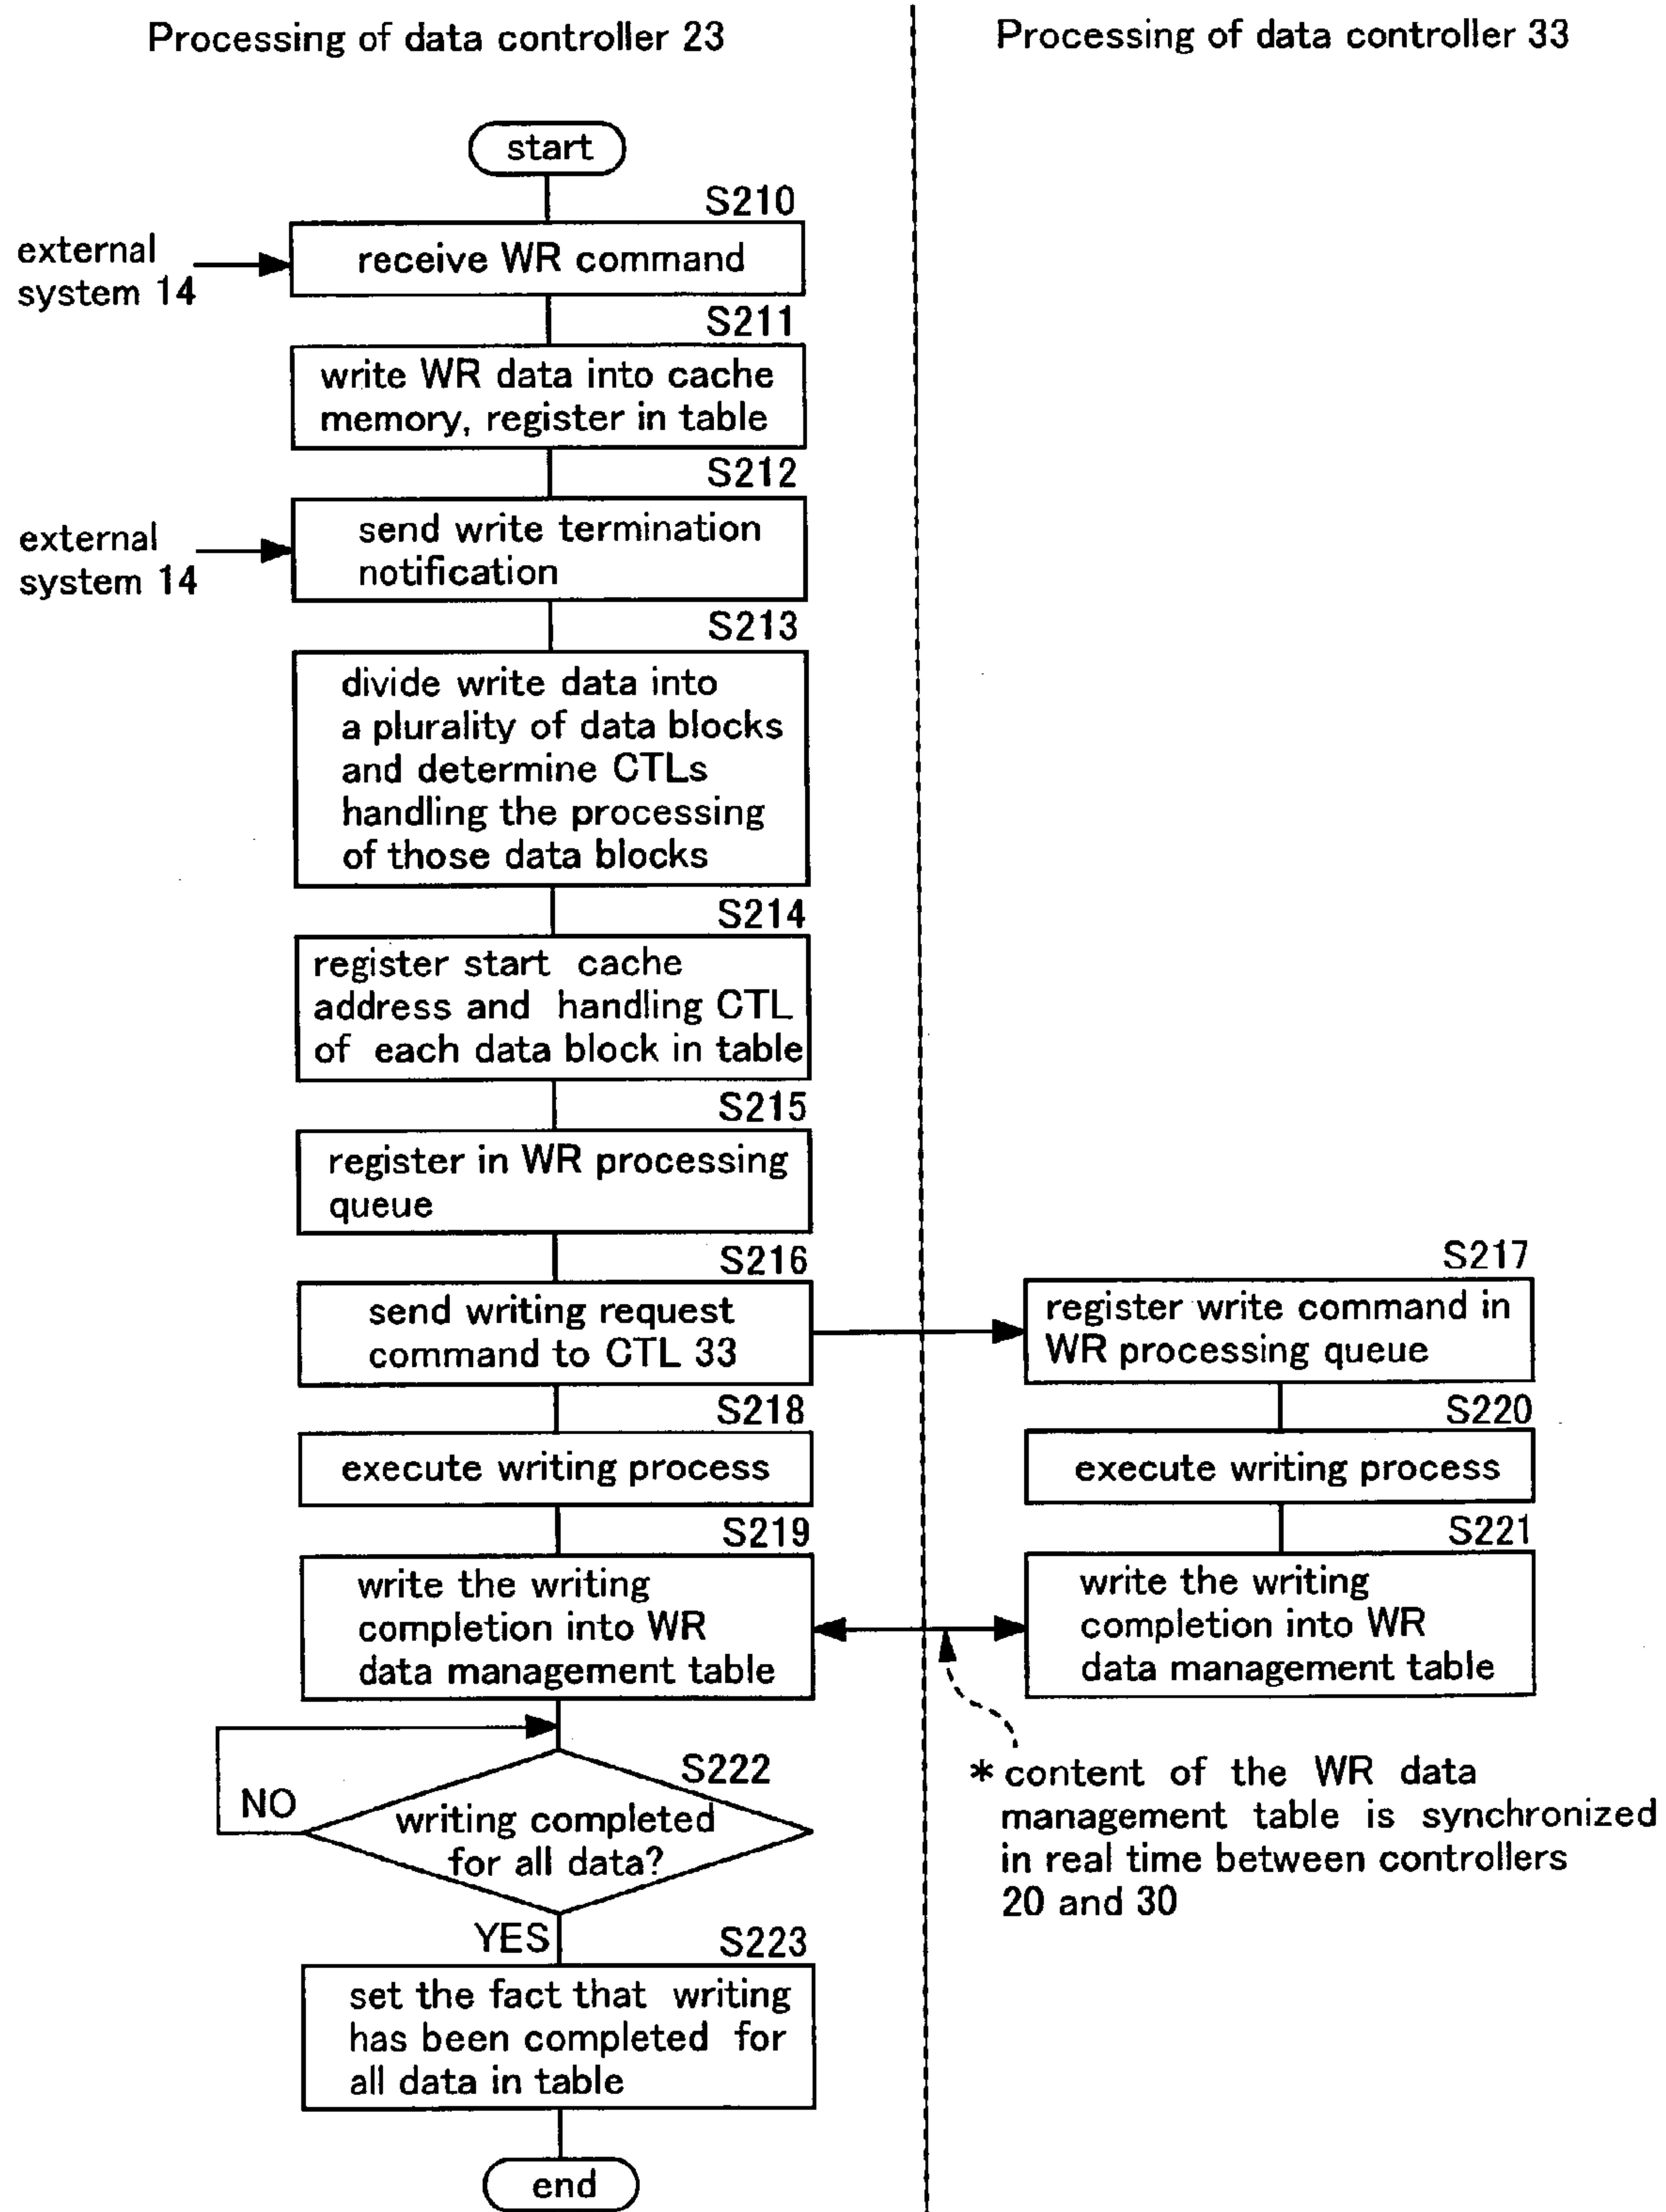 Processing of data controller 23
Processing of data controller 33
start
S210
external
system 14
receive WR command
S211
write WR data into cache
memory, register in table
S212
external
system 14
send write termination
notification
S213
divide write data into
a plurality of data blocks
and determine CTLs
handling the processing
of those data blocks
S214
register start cache
address and handling CTL
of each data block in table
S215
register in WR processing
queue
S216
send writing request
command to CTL 33
S217
register write command in
WR processing queue
S218
execute writing process
S220
execute writing process
S219
write the writing
completion into WR
data management table
S221
write the writing
completion into WR
data management table
* content of the WR data
management table is synchronized
in real time between controllers
20 and 30
S222
NO
writing completed
for all data?
YES
S223
set the fact that writing
has been completed for
all data in table
end